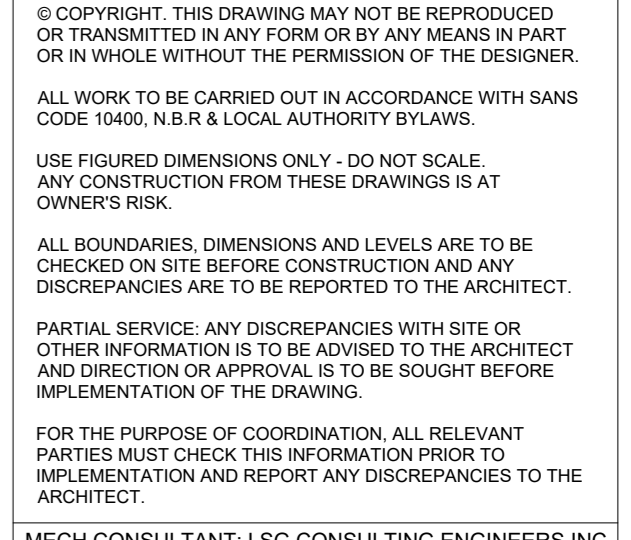 © COPYRIGHT. THIS DRAWING MAY NOT BE REPRODUCED
OR TRANSMITTED IN ANY FORM OR BY ANY MEANS IN PART
OR IN WHOLE WITHOUT THE PERMISSION OF THE DESIGNER.
ALL WORK TO BE CARRIED OUT IN ACCORDANCE WITH SANS
CODE 10400, N.B.R & LOCAL AUTHORITY BYLAWS.
USE FIGURED DIMENSIONS ONLY - DO NOT SCALE.
ANY CONSTRUCTION FROM THESE DRAWINGS IS AT
OWNER'S RISK.
ALL BOUNDARIES, DIMENSIONS AND LEVELS ARE TO BE
CHECKED ON SITE BEFORE CONSTRUCTION AND ANY
DISCREPANCIES ARE TO BE REPORTED TO THE ARCHITECT.
PARTIAL SERVICE: ANY DISCREPANCIES WITH SITE OR
OTHER INFORMATION IS TO BE ADVISED TO THE ARCHITECT
AND DIRECTION OR APPROVAL IS TO BE SOUGHT BEFORE
IMPLEMENTATION OF THE DRAWING.
FOR THE PURPOSE OF COORDINATION, ALL RELEVANT
PARTIES MUST CHECK THIS INFORMATION PRIOR TO
IMPLEMENTATION AND REPORT ANY DISCREPANCIES TO THE
ARCHITECT.
MECH CONSULTANT: LSC CONSULTING ENGINEERS INC